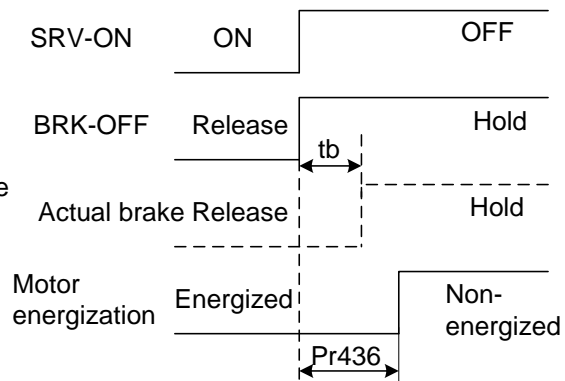 SRV-ON ON OFF
BRK-OFF Release Hold
tb
e
Actual brake Release Hold
Motor energization Energized Non-energized
Pr436